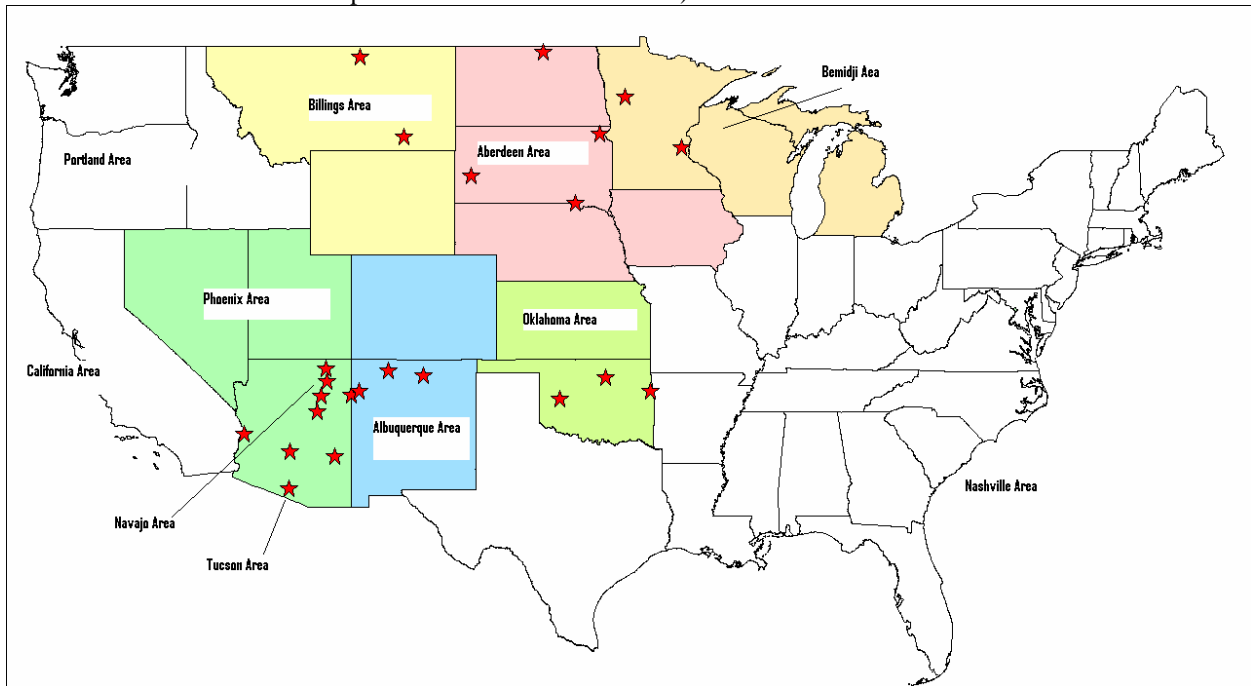 Billings Area
Bemidji Aea
Portland Area
Aberdeen Area
Phoenix Area
Oklahoma Area
California Area
Albuquerque Area
Nashville Area
Navajo Area
Tucson Area